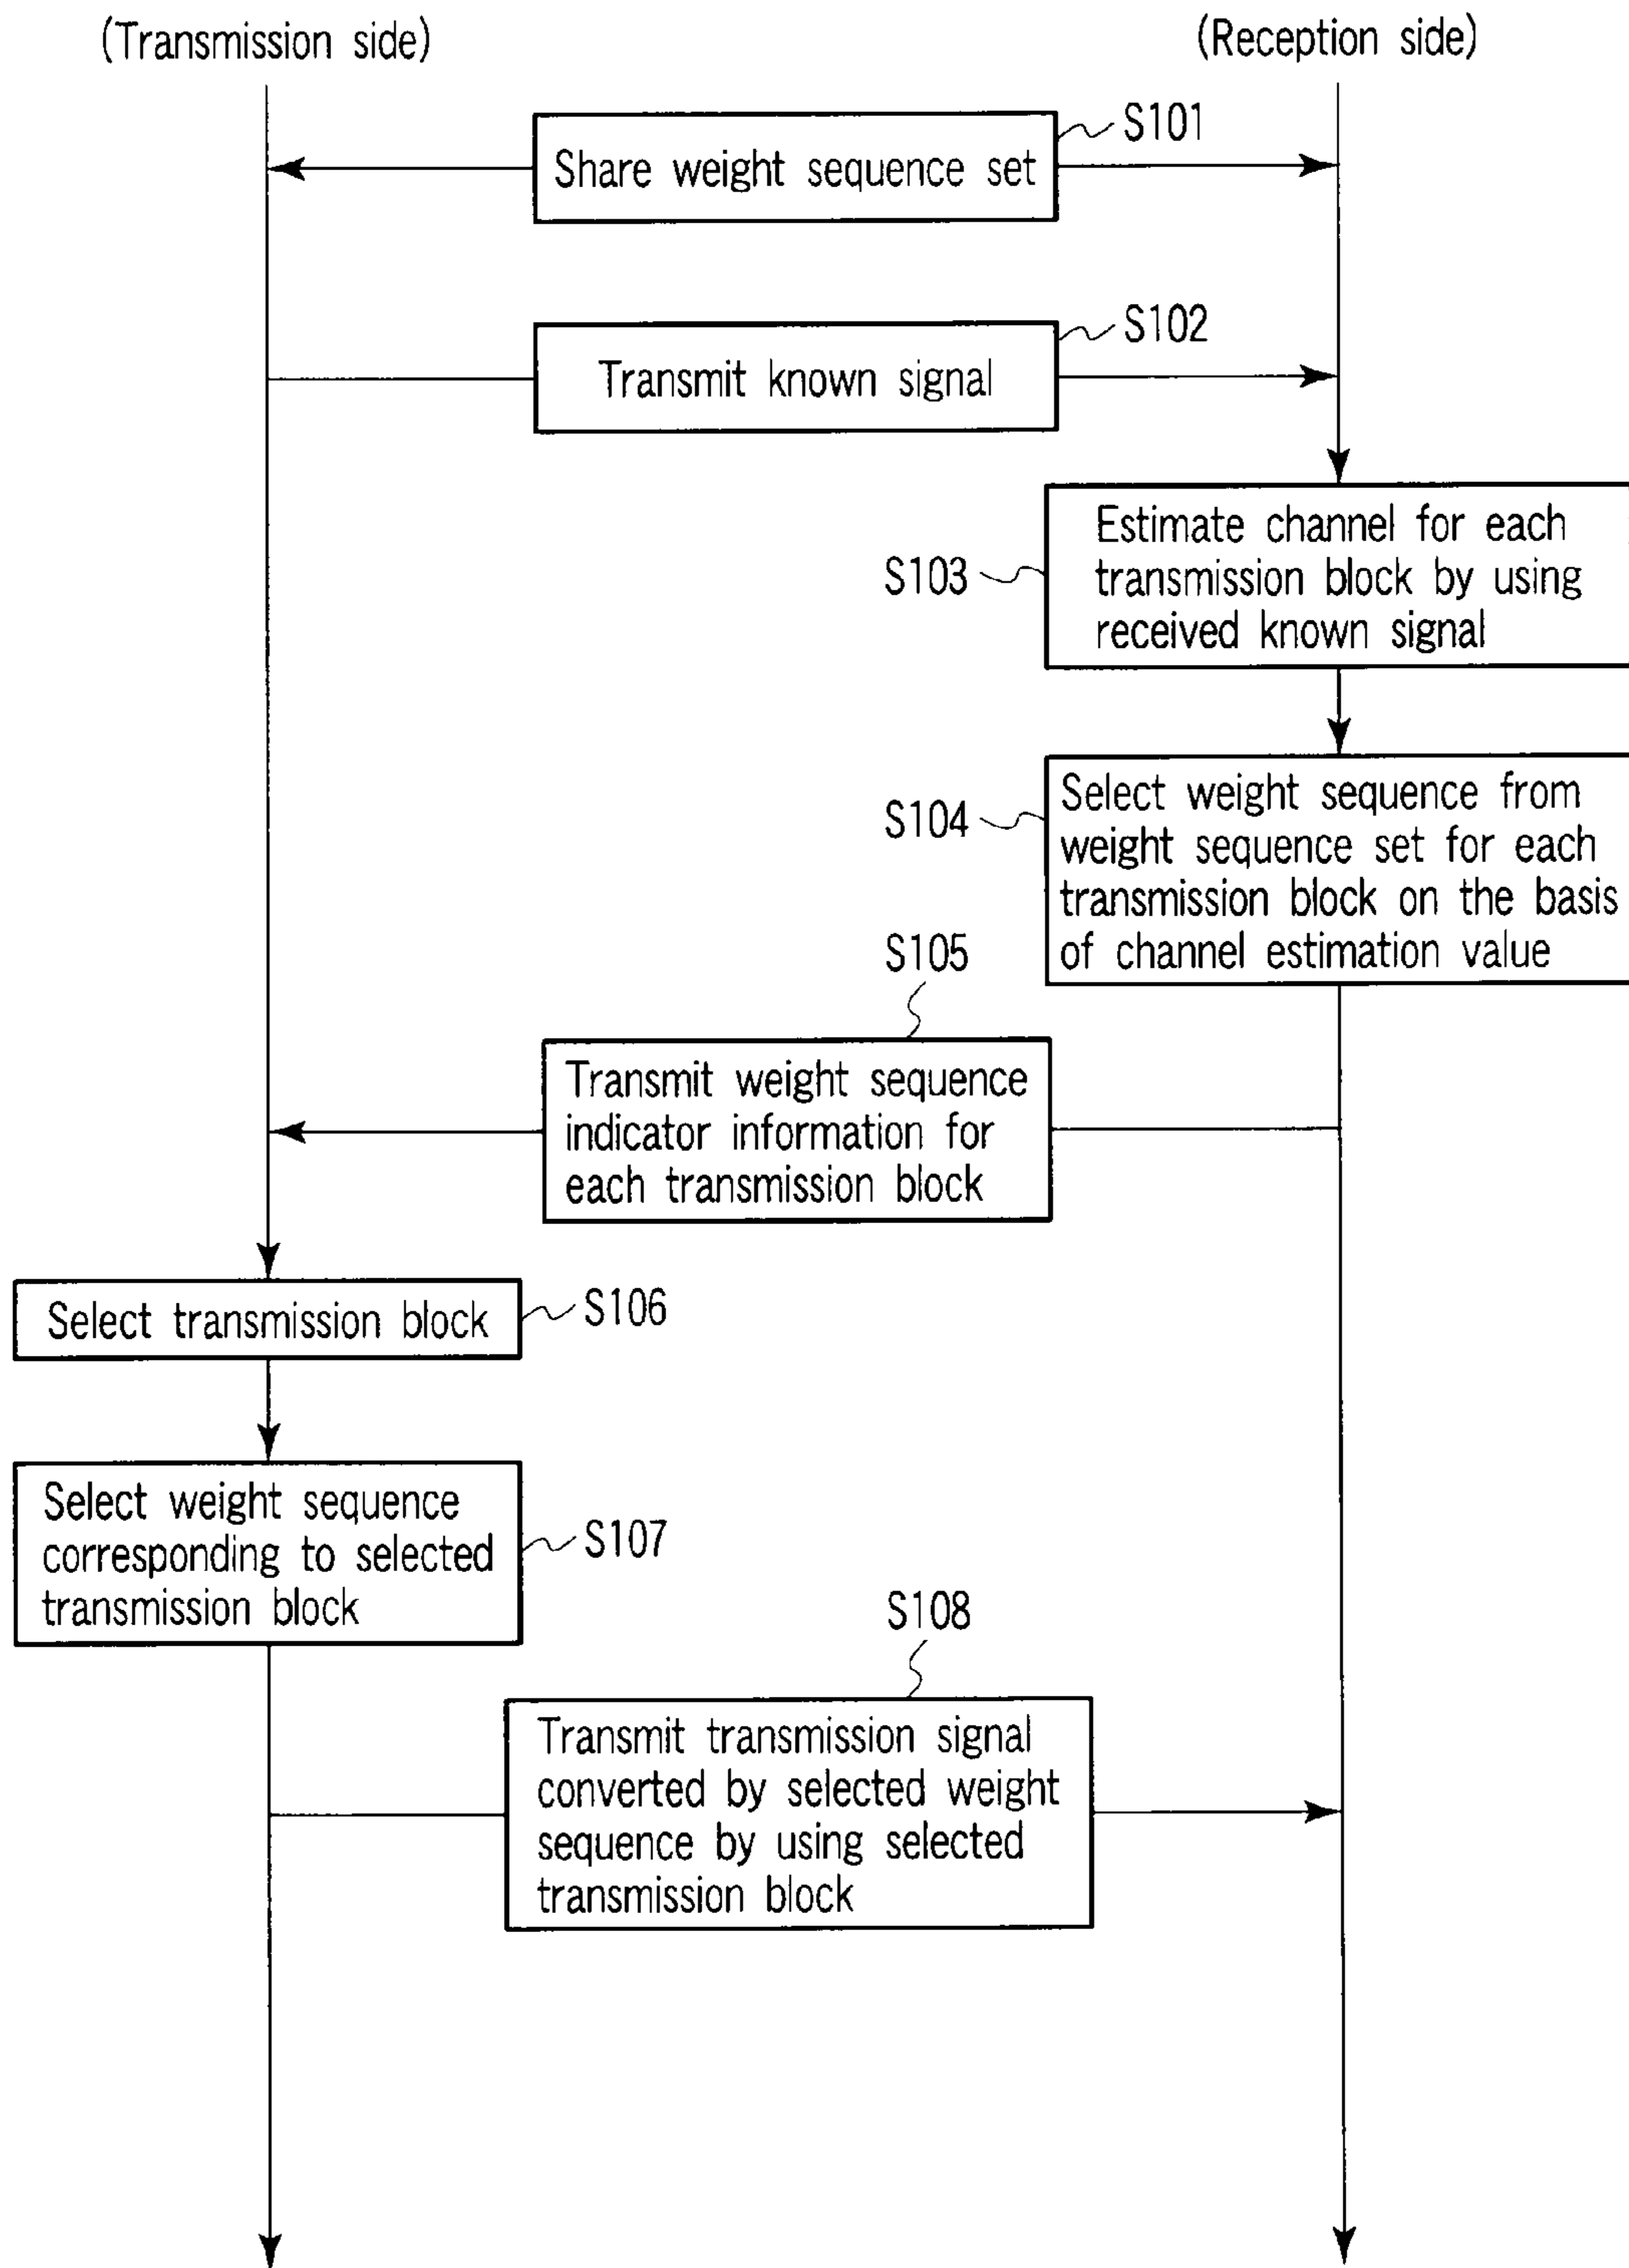 (Transmission side)
(Reception side)
S101
Share weight sequence set
S102
Transmit known signal
S103
Estimate channel for each
transmission block by using
received known signal
S104
Select weight sequence from
weight sequence set for each
transmission block on the basis
of channel estimation value
S105
Transmit weight sequence
indicator information for
each transmission block
Select transmission block
S106
Select weight sequence
corresponding to selected
transmission block
S107
S108
Transmit transmission signal
converted by selected weight
sequence by using selected
transmission block